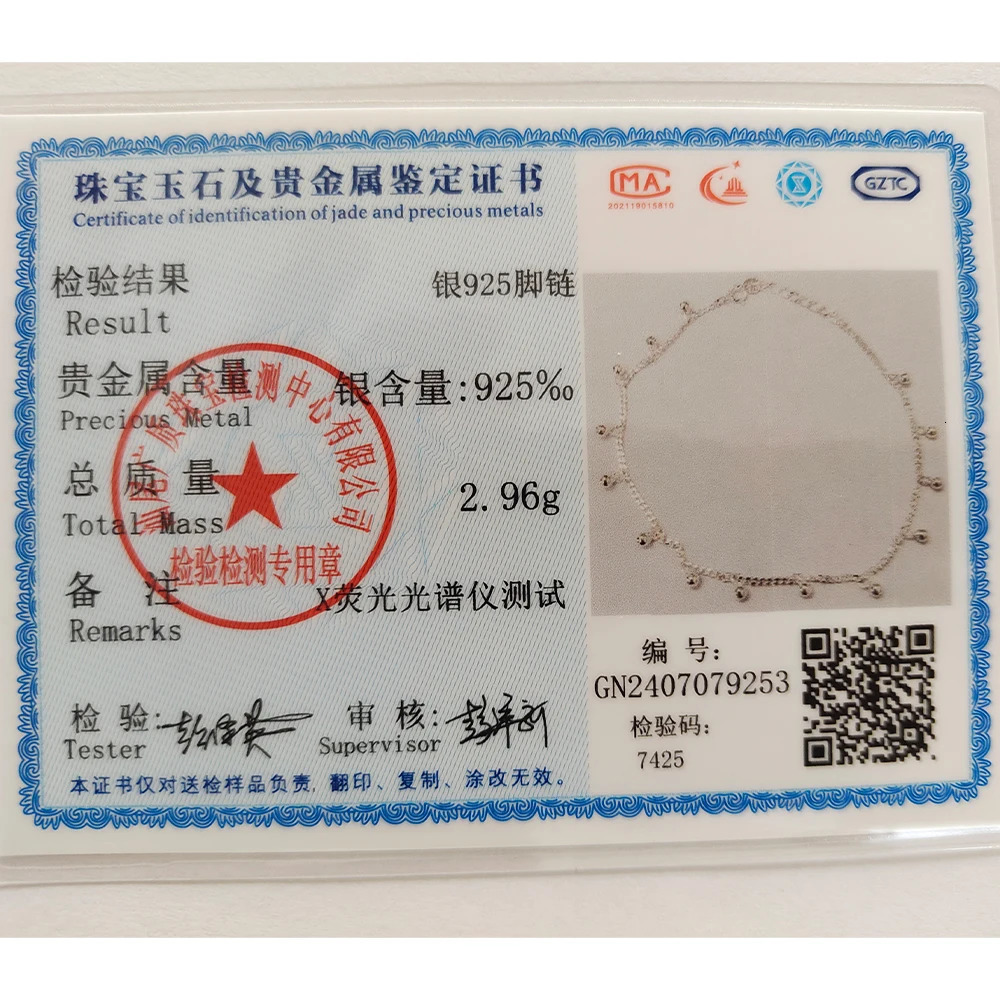 珠宝玉石及贵金属鉴定证书
Certificate of identification of jade and precious metals
检验结果
银925脚链
Result
贵金属含量
银含量:925‰
Precious Metal
总质量
2.96g
Total Mass
备注
X荧光光谱仪测试
Remarks
检验检测专用章
检验:
审核:
Tester
Supervisor
本证书仅对送检样品负责,翻印、复制、涂改无效。
MA
202119015810
GZTC
编号:
GN2407079253
检验码:
7425